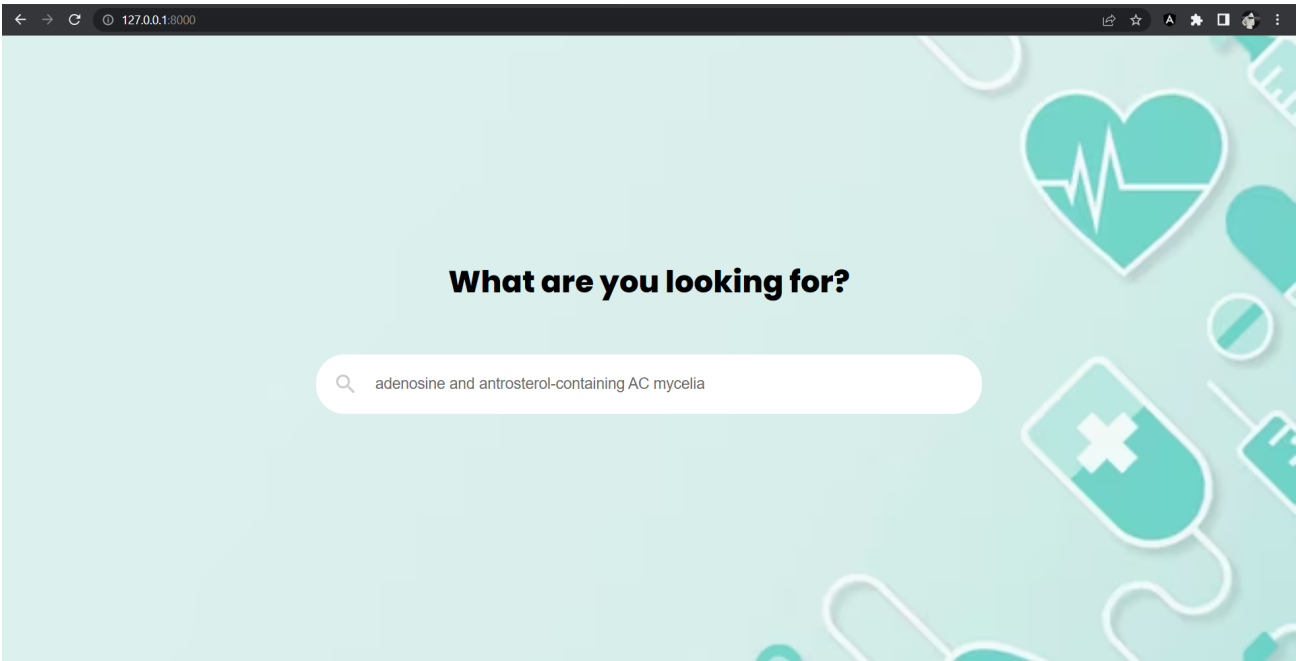 127.0.0.1:8000
What are you looking for?
adenosine and antrosterol-containing AC mycelia